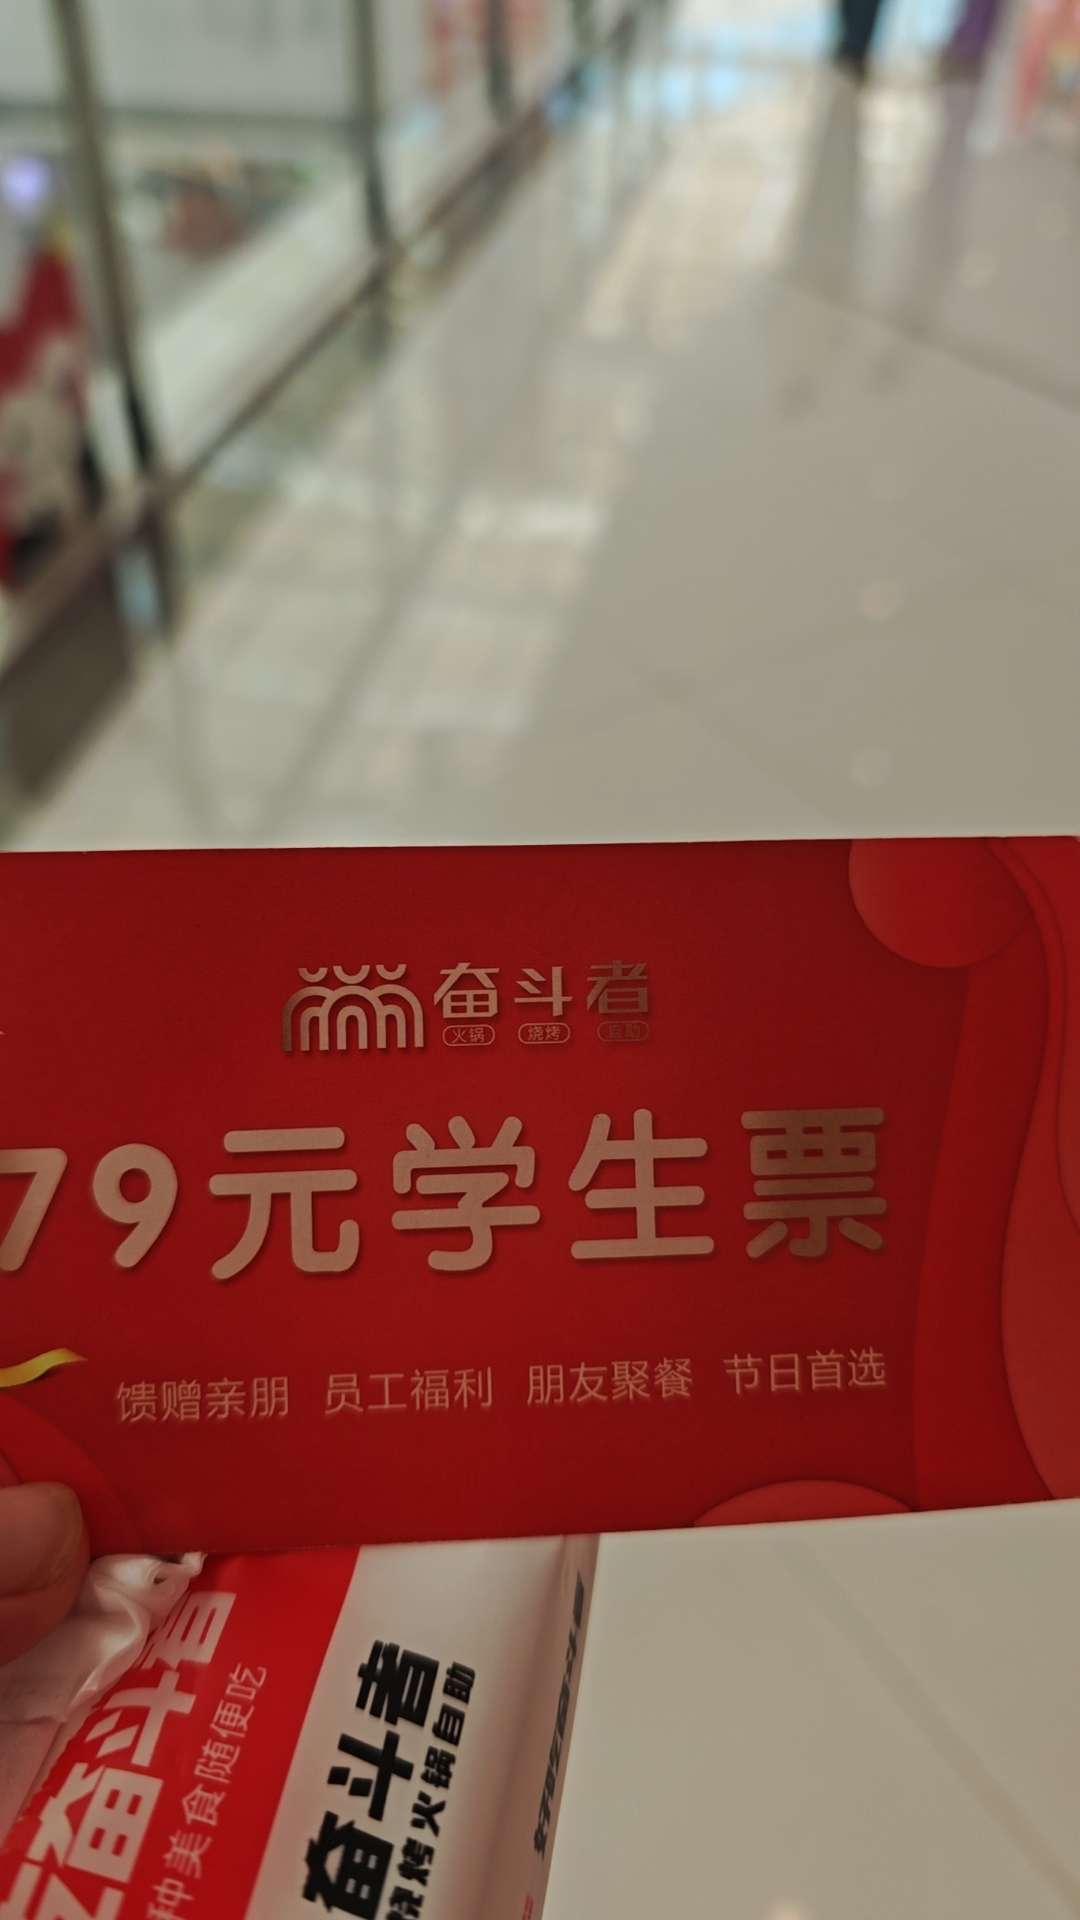 奋斗者
火锅 烧烤 自助
79元学生票
馈赠亲朋 员工福利 朋友聚餐 节日首选
奋斗者
种美食随便吃
奋斗者
烧烤火锅自助